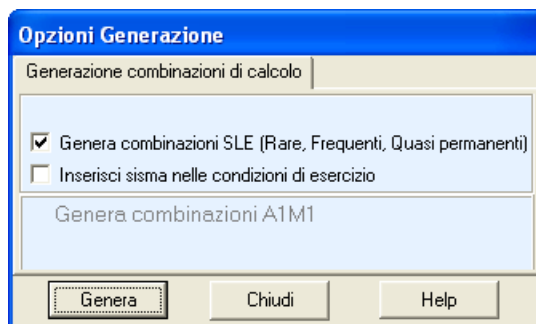 Opzioni Generazione
Generazione combinazioni di calcolo
Genera combinazioni SLE (Rare, Frequenti, Quasi permanenti)
Inserisci sisma nelle condizioni di esercizio
Genera combinazioni A1M1
Genera Chiudi Help